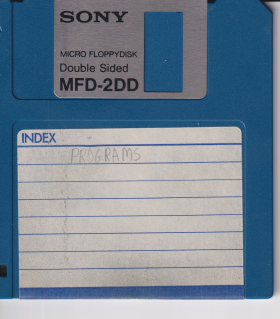 SONY
MICRO FLOPPYDISK
Double Sided
MFD-2DD
INDEX
PROGRAMS